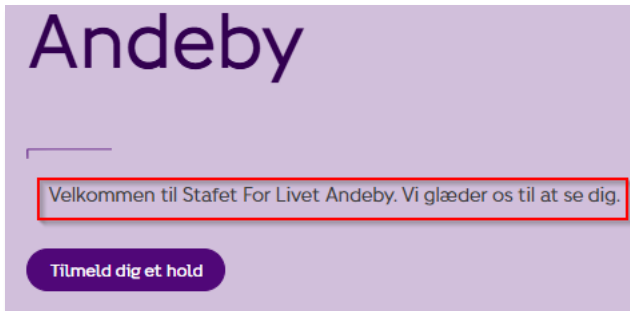 Andeby
Velkommen til Stafet For Livet Andeby. Vi glæder os til at se dig.
Tilmeld dig et hold